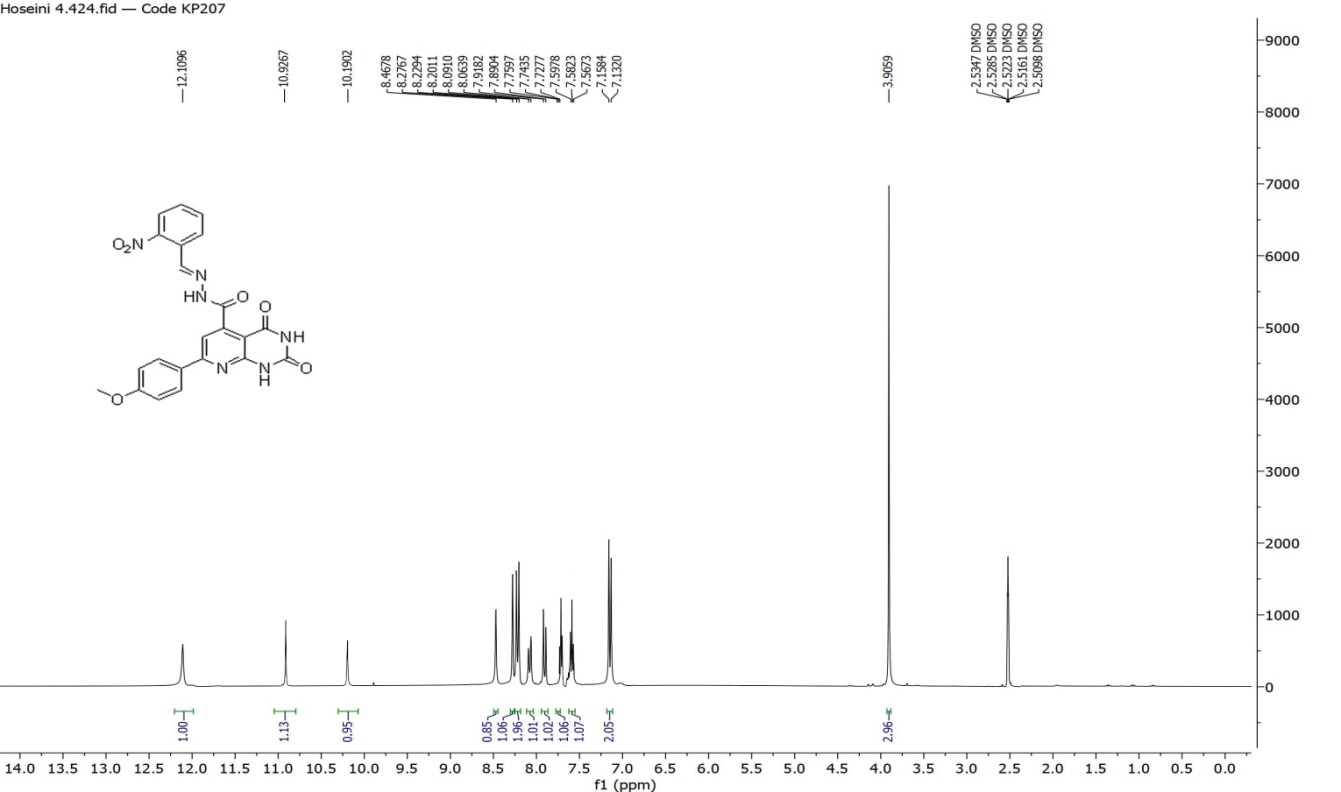 Hoseini 4.424.fid — Code KP207
12.1096
10.9267
10.1902
8.4678
8.2767
8.2294
8.2011
8.0910
8.0639
7.9182
7.8904
7.7597
7.7435
7.7277
7.5978
7.5823
7.5673
7.1584
7.1320
3.9059
2.5347 DMSO
2.5285 DMSO
2.5223 DMSO
2.5161 DMSO
2.5098 DMSO
9000
8000
7000
6000
5000
4000
3000
2000
1000
0
O2N
N
HN
O
O
NH
N
N
H
O
O
1.00
1.13
0.95
0.85
1.06
1.96
1.01
1.02
1.06
1.07
2.05
2.96
14.0 13.5 13.0 12.5 12.0 11.5 11.0 10.5 10.0 9.5 9.0 8.5 8.0 7.5 7.0 6.5 6.0 5.5 5.0 4.5 4.0 3.5 3.0 2.5 2.0 1.5 1.0 0.5 0.0
f1 (ppm)